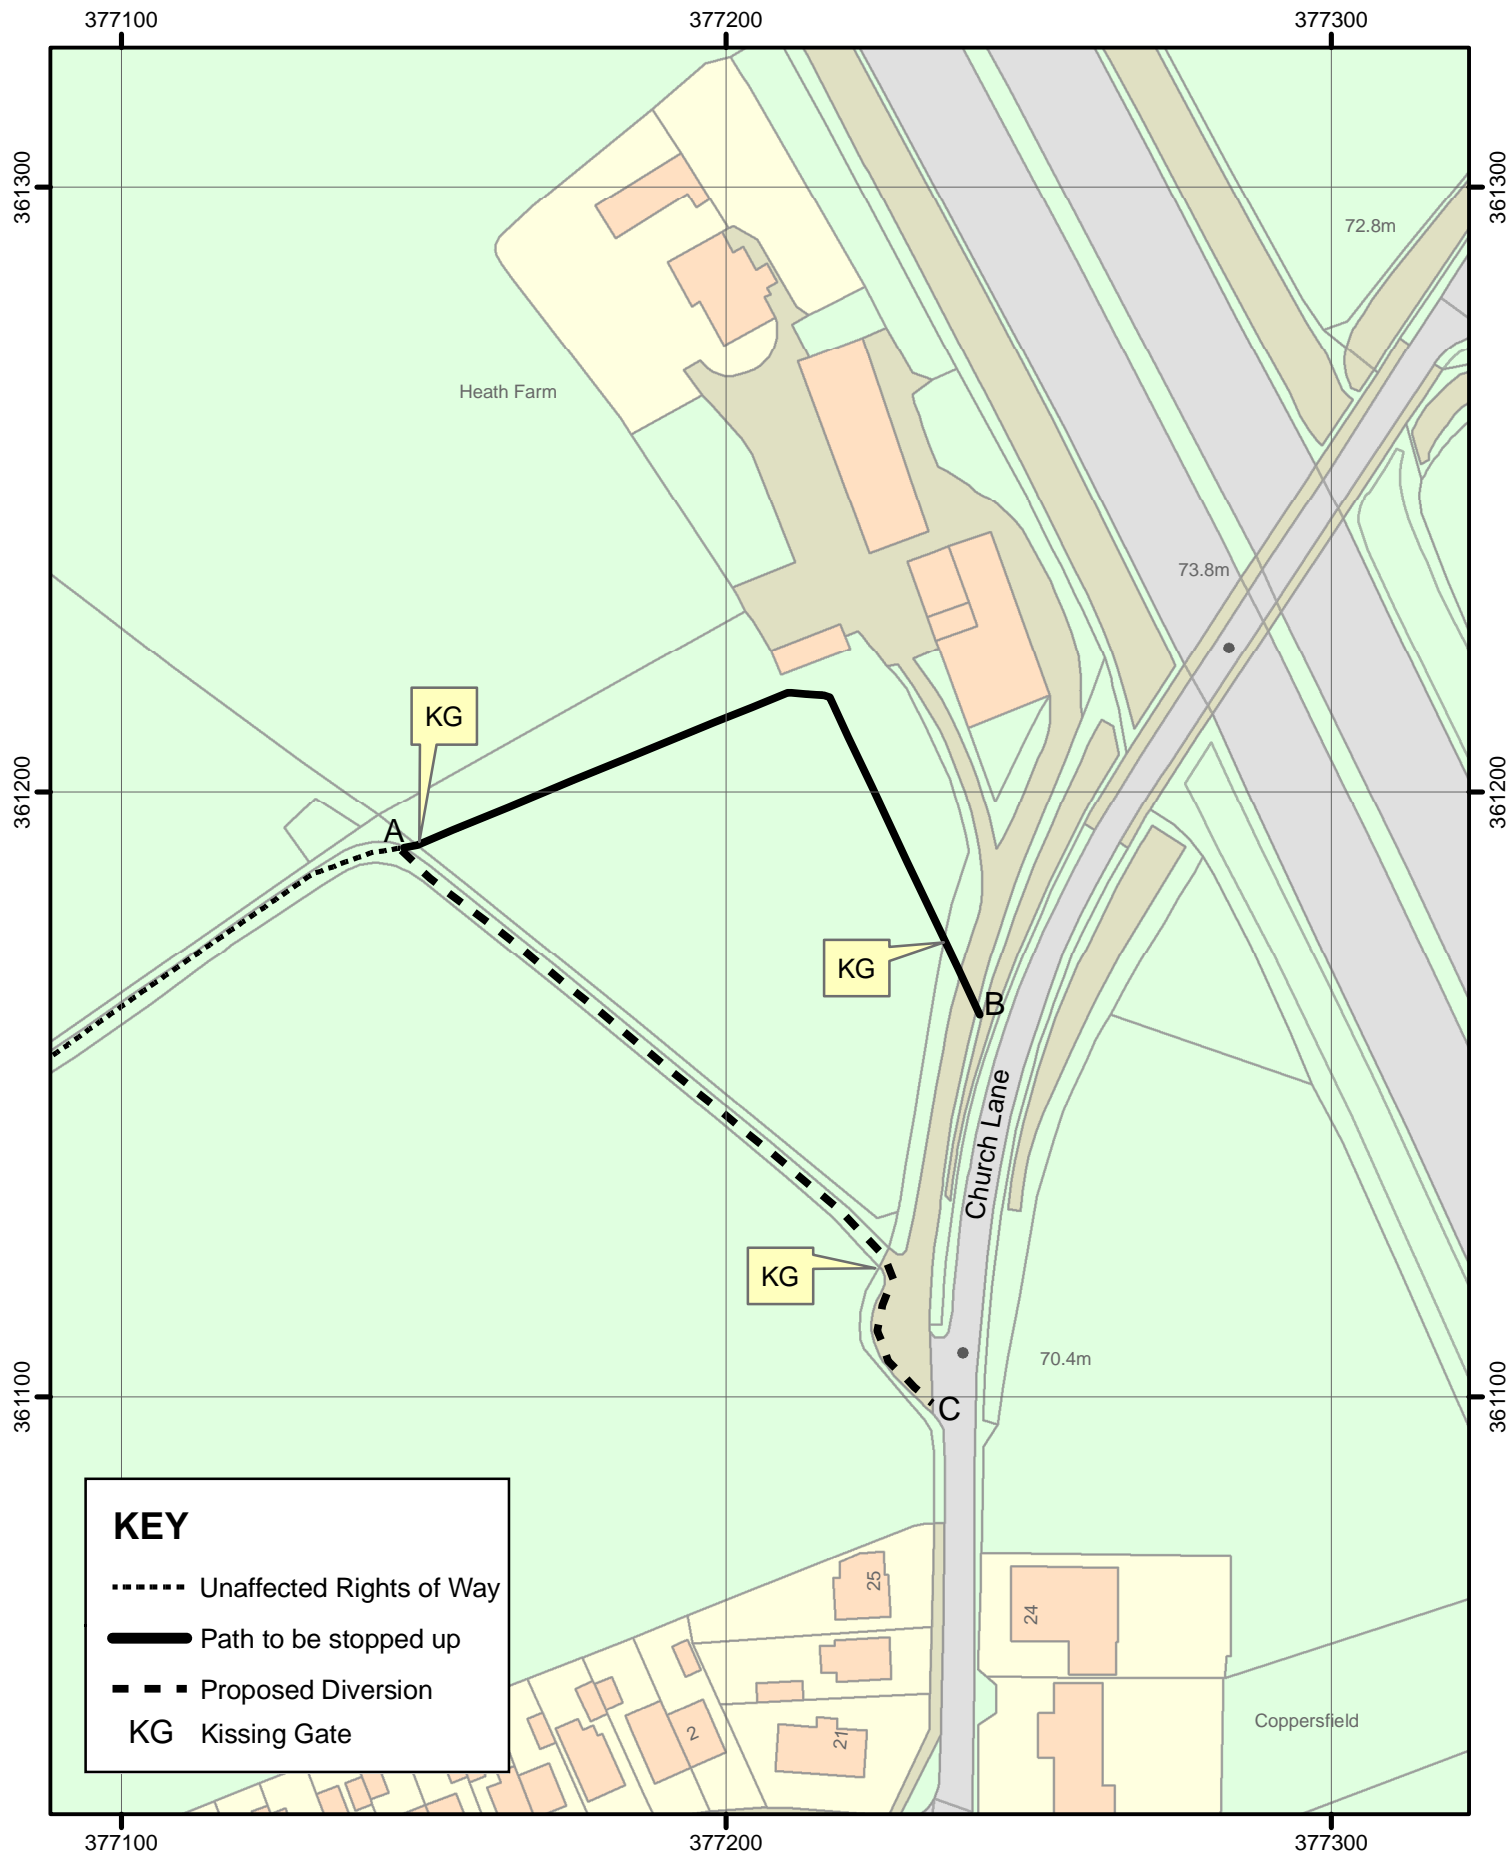 377100
377200
377300
361300
361300
72.8m
Heath Farm
73.8m
KG
361200
361200
A
KG
B
Church Lane
KG
70.4m
361100
361100
C
KEY
Unaffected Rights of Way
Path to be stopped up
Proposed Diversion
KG Kissing Gate
25
24
2
21
Coppersfield
377100
377200
377300